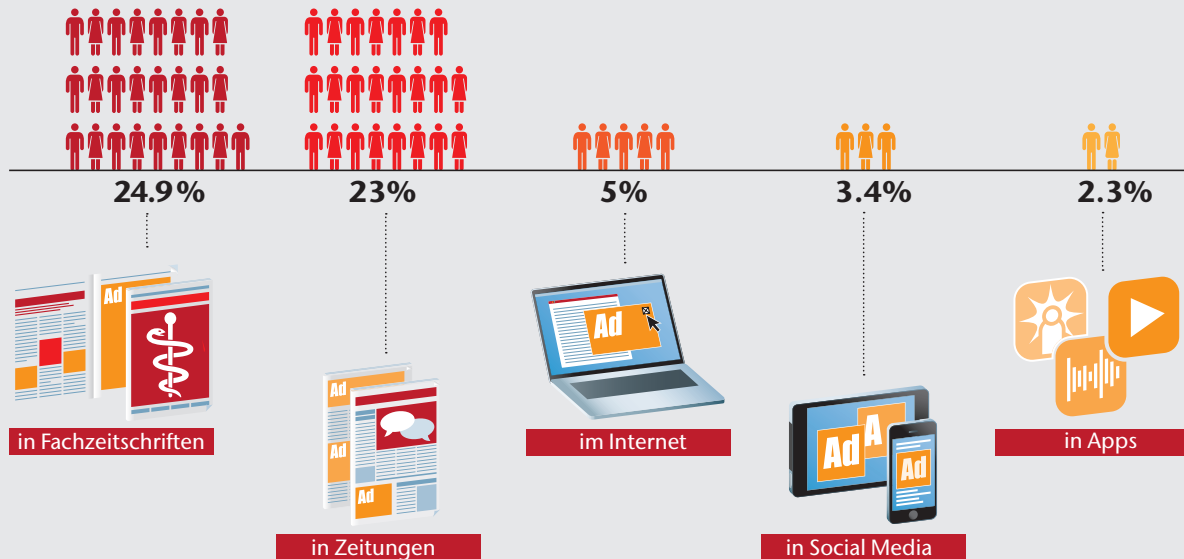 24.9%
23%
5%
3.4%
2.3%
Ad
Ad
Ad
Ad
Ad
Ad
A
Ad
Ad
in Fachzeitschriften
im Internet
in Apps
in Zeitungen
in Social Media